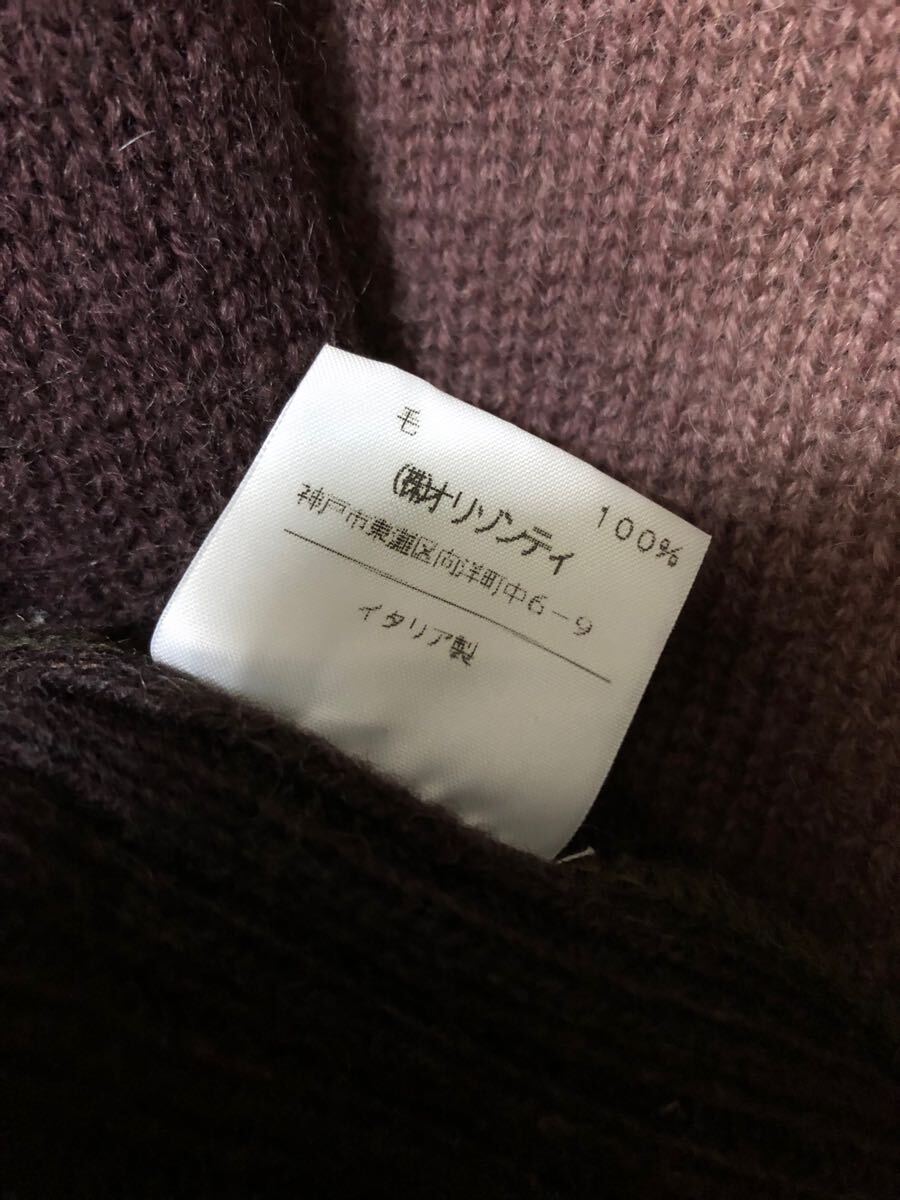 毛 100%
(株)オリゾンティ
神戸市東灘区向洋町中6-9
イタリア製